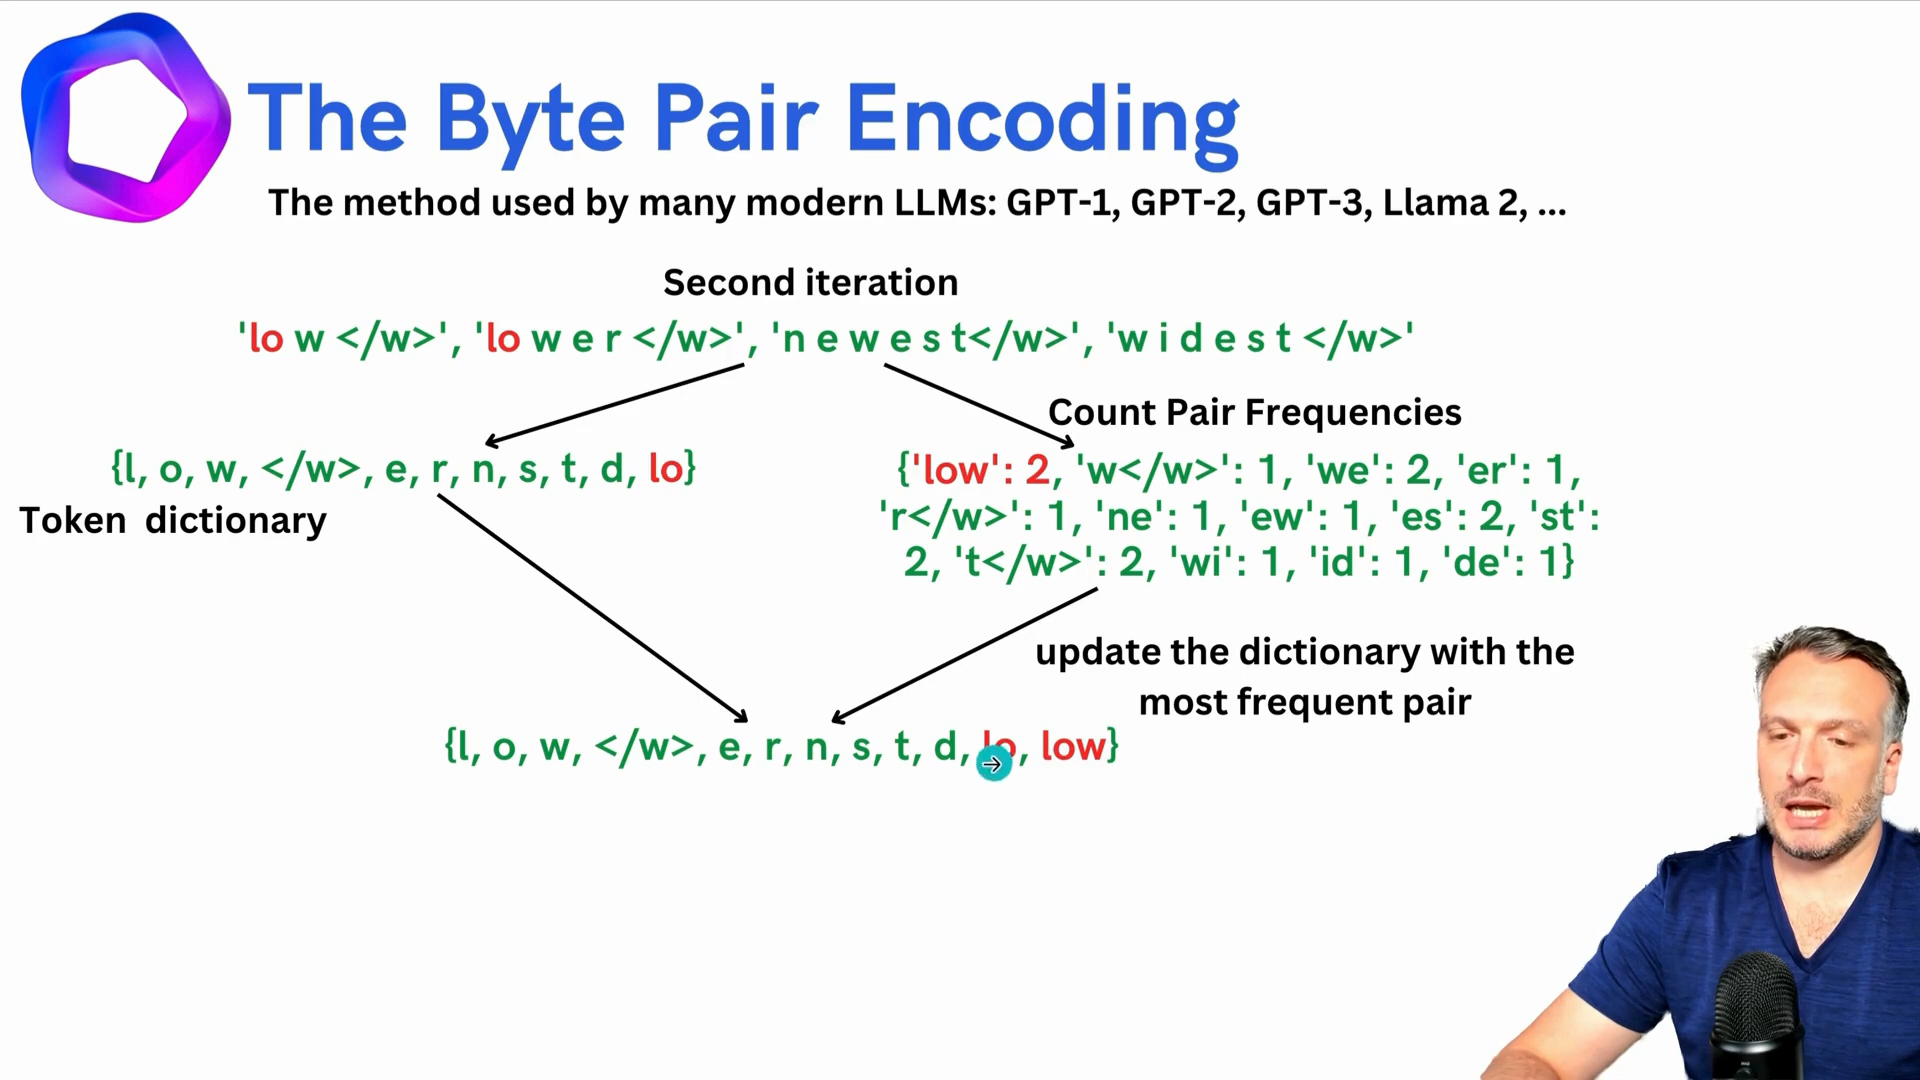 The Byte Pair Encoding
The method used by many modern LLMs: GPT-1, GPT-2, GPT-3, Llama 2, ...
Second iteration
'lo w </w>', 'lo w e r </w>', 'n e w e s t</w>', 'w i d e s t </w>'
Count Pair Frequencies
{l, o, w, </w>, e, r, n, s, t, d, lo}
Token dictionary
{'low': 2, 'w</w>': 1, 'we': 2, 'er': 1,
'r</w>': 1, 'ne': 1, 'ew': 1, 'es': 2, 'st':
2, 't</w>': 2, 'wi': 1, 'id': 1, 'de': 1}
update the dictionary with the
most frequent pair
{l, o, w, </w>, e, r, n, s, t, d, lo, low}